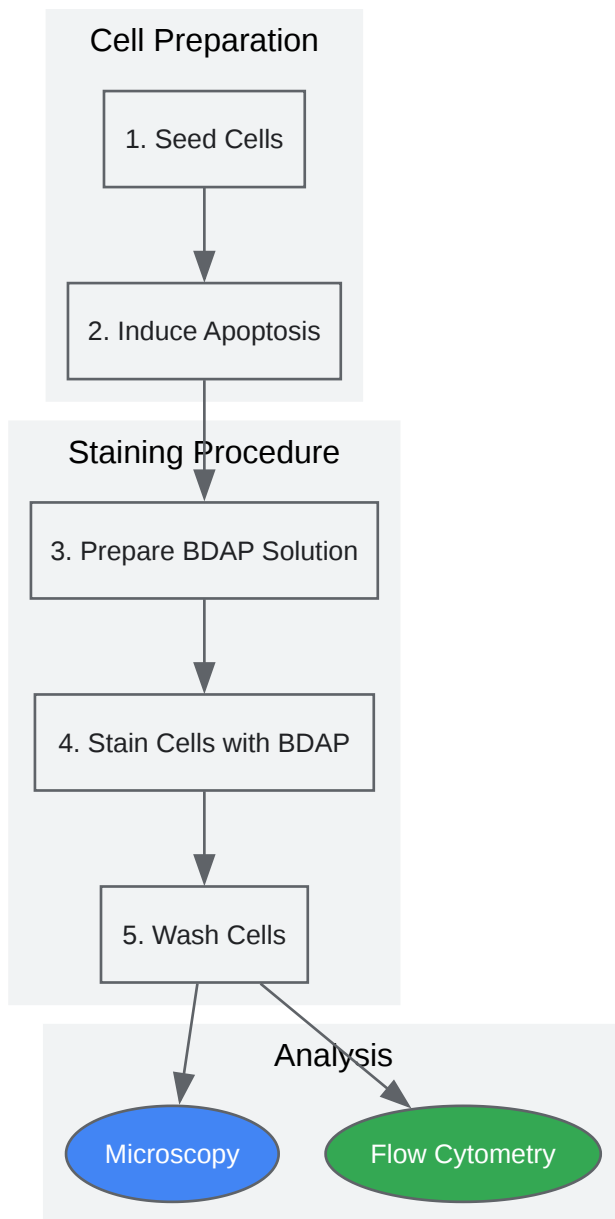 Cell Preparation
1. Seed Cells
2. Induce Apoptosis
Staining Procedure
3. Prepare BDAP Solution
4. Stain Cells with BDAP
5. Wash Cells
Analysis
Microscopy
Flow Cytometry